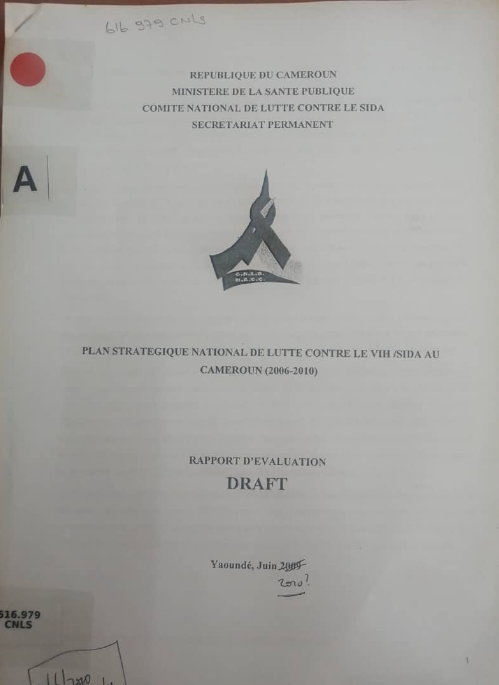 616 979 CNLS
REPUBLIQUE DU CAMEROUN
MINISTERE DE LA SANTE PUBLIQUE
COMITE NATIONAL DE LUTTE CONTRE LE SIDA
SECRETARIAT PERMANENT
A
C.N.L.S.
N.A.C.C.
PLAN STRATEGIQUE NATIONAL DE LUTTE CONTRE LE VIH /SIDA AU
CAMEROUN (2006-2010)
RAPPORT D'EVALUATION
DRAFT
Yaoundé, Juin 2009
2010?
616.979
CNLS
1